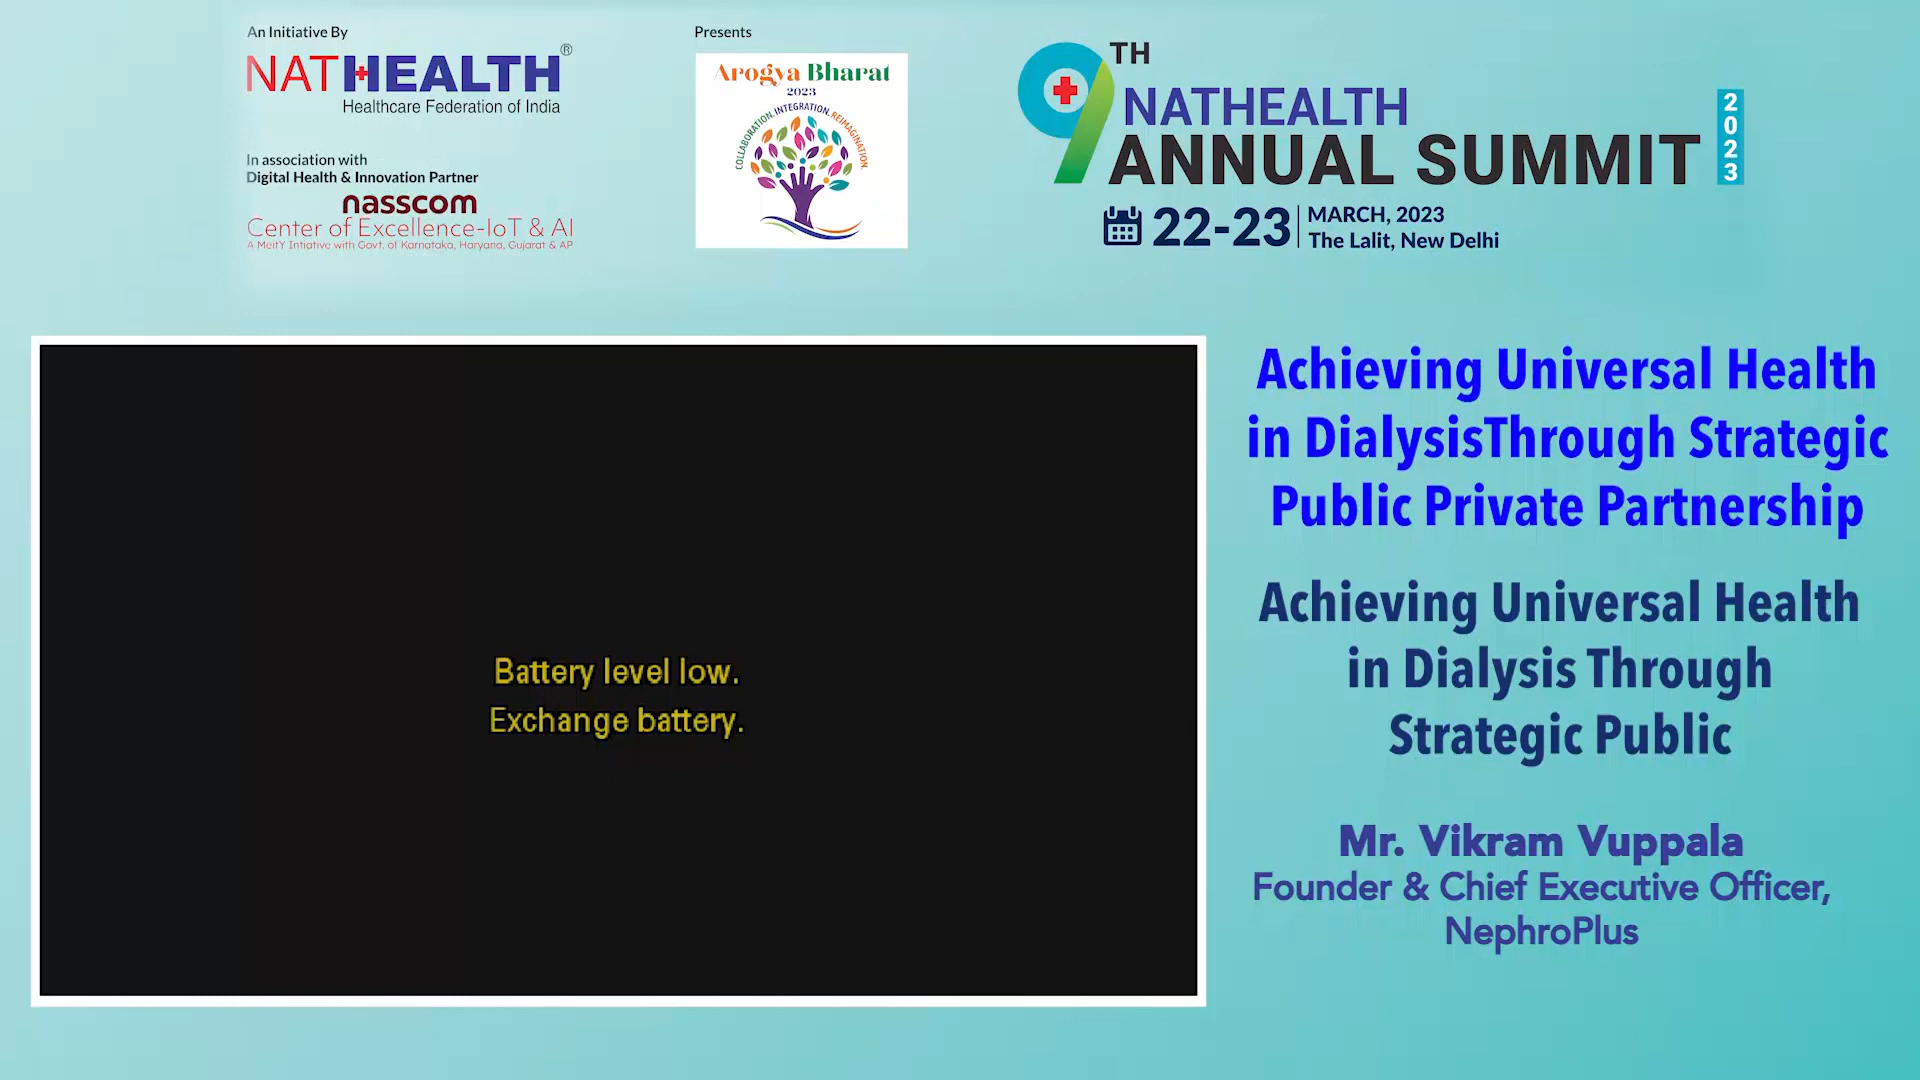 An Initiative By
NATHEALTH®
Healthcare Federation of India
In association with
Digital Health & Innovation Partner
nasscom
Center of Excellence-IoT & AI
A MeitY Initiative with Govt. of Karnataka, Haryana, Gujarat & AP
Presents
Arogya Bharat
2023
COLLABORATION. INTEGRATION. REIMAGINATION.
9TH
NATHEALTH
ANNUAL SUMMIT
2023
22-23
MARCH, 2023
The Lalit, New Delhi
Battery level low.
Exchange battery.
Achieving Universal Health
in DialysisThrough Strategic
Public Private Partnership
Achieving Universal Health
in Dialysis Through
Strategic Public
Mr. Vikram Vuppala
Founder & Chief Executive Officer,
NephroPlus